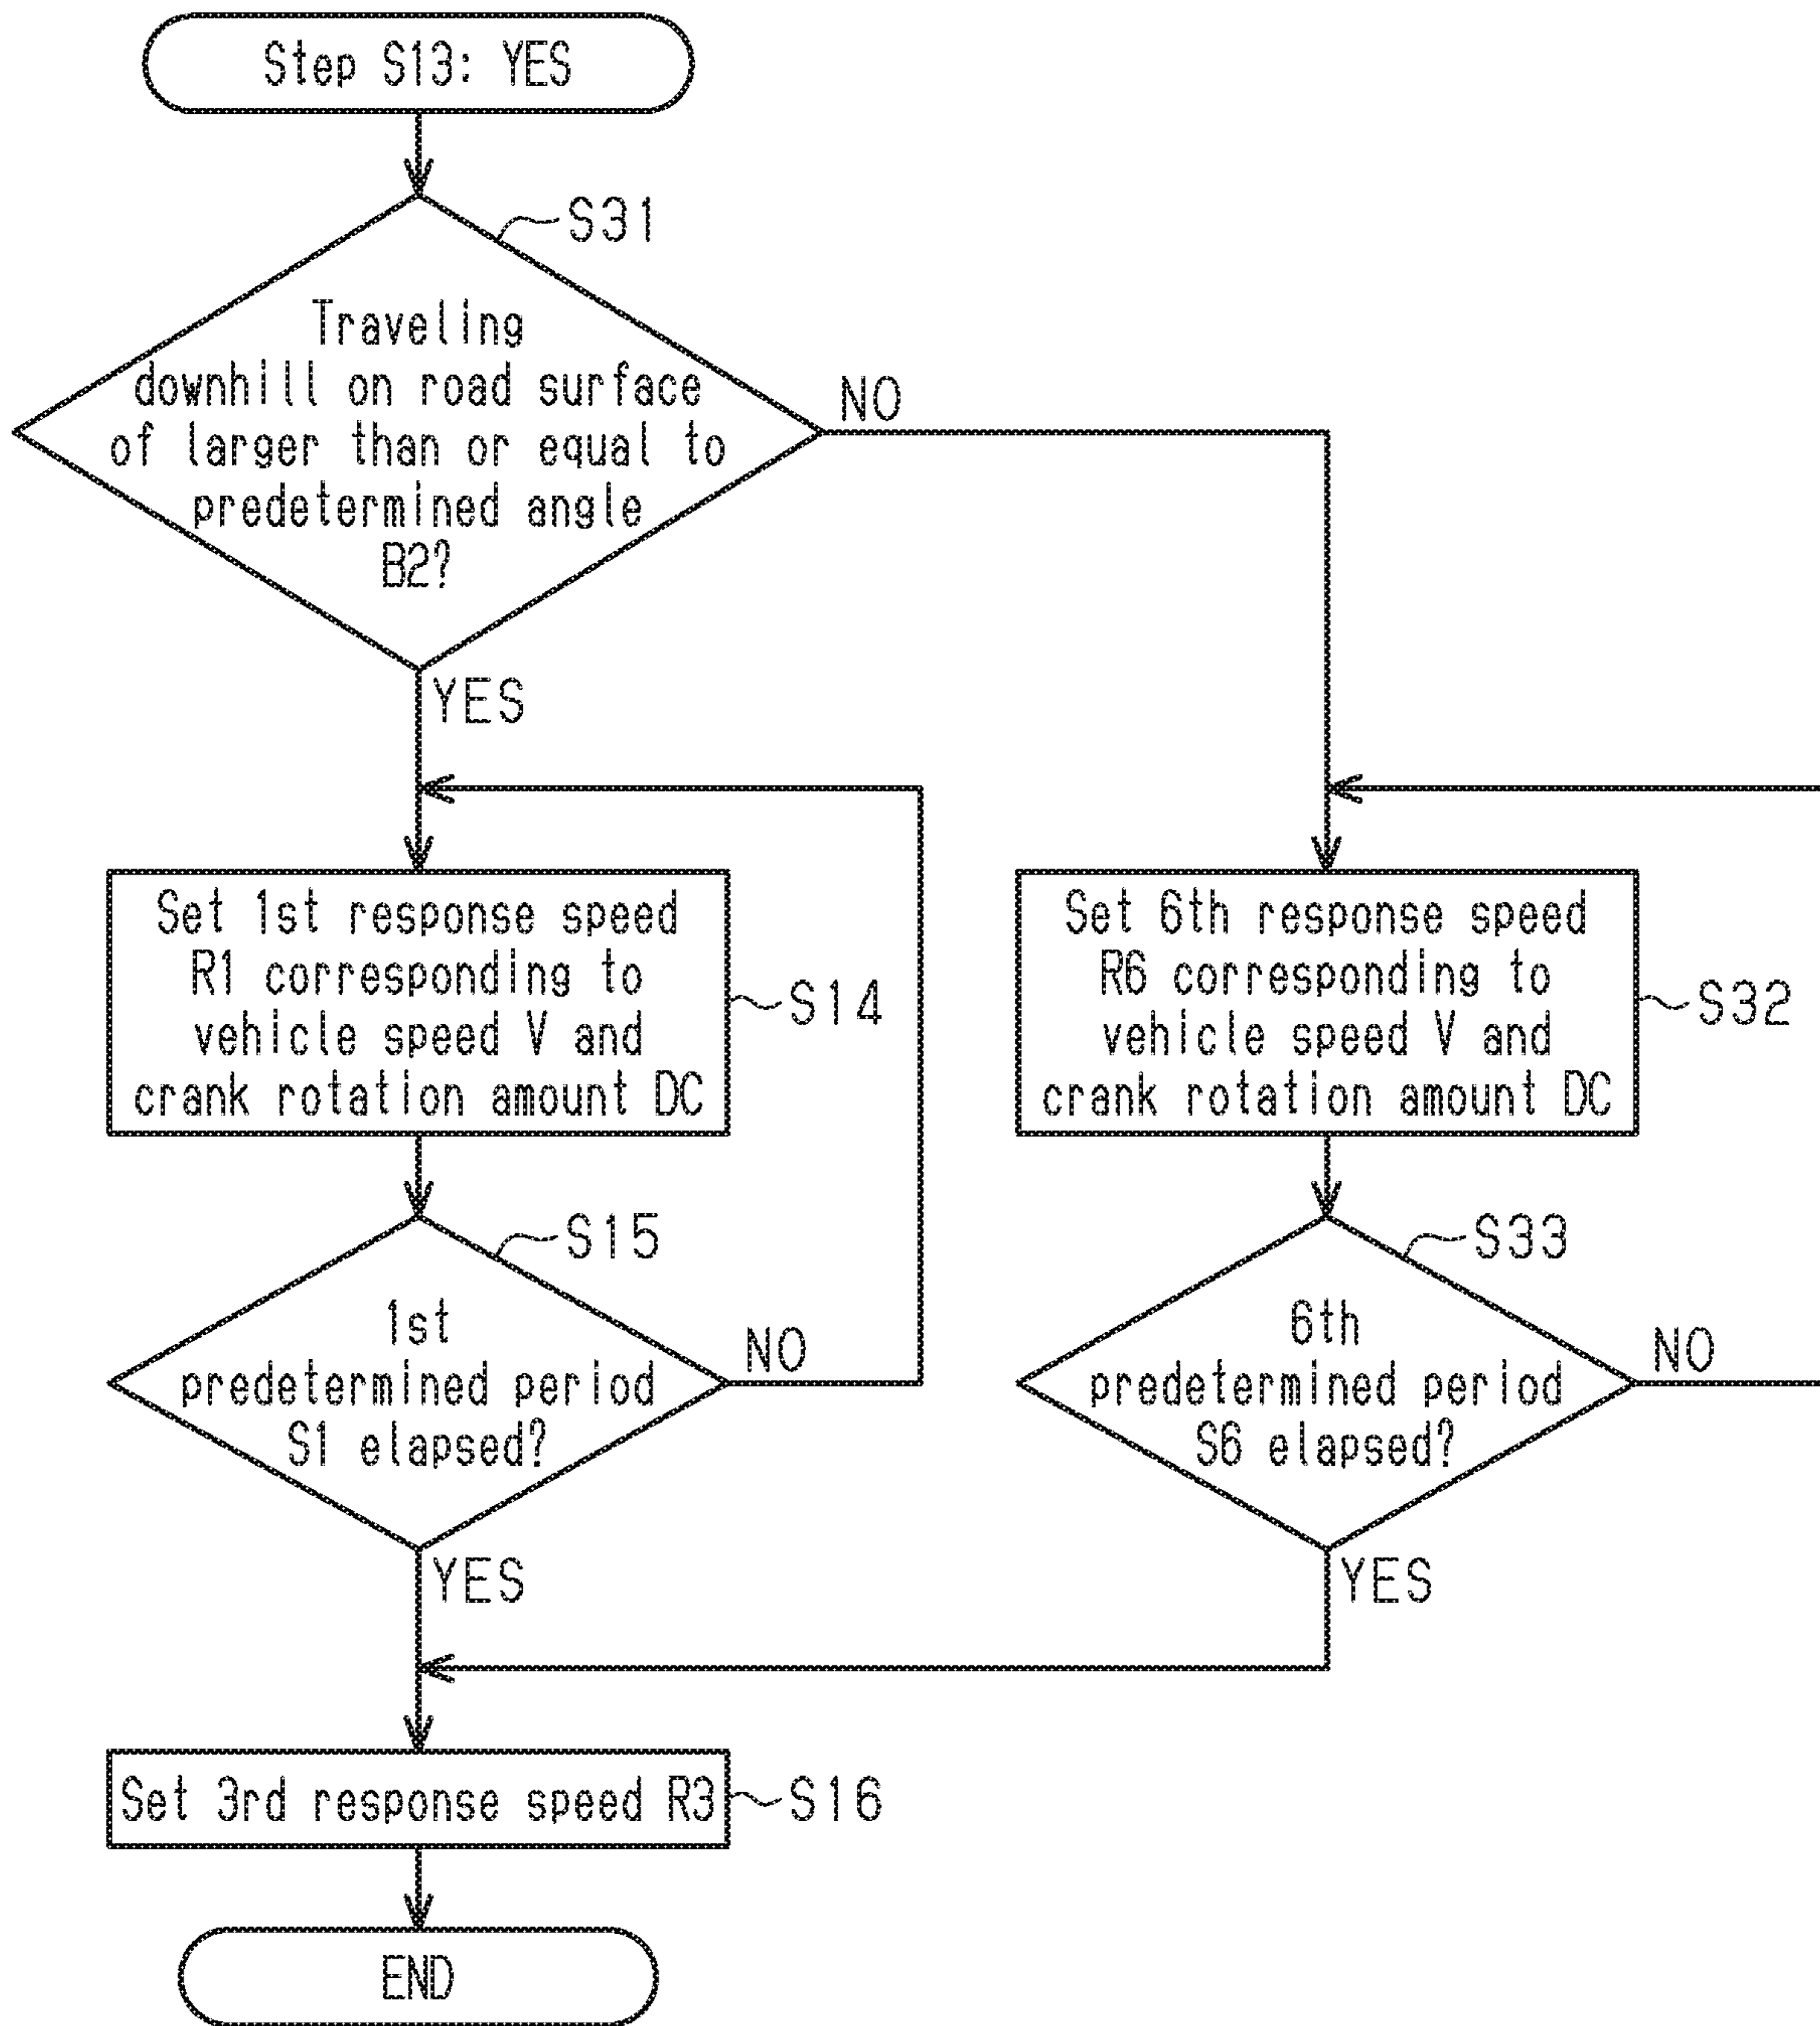 Step S13: YES
S31
Traveling
downhill on road surface
of larger than or equal to
predetermined angle
B2?
NO
YES
Set 1st response speed
R1 corresponding to
vehicle speed V and
crank rotation amount DC
S14
Set 6th response speed
R6 corresponding to
vehicle speed V and
crank rotation amount DC
S32
S15
1st
predetermined period
S1 elapsed?
NO
YES
S33
6th
predetermined period
S6 elapsed?
NO
YES
Set 3rd response speed R3
S16
END